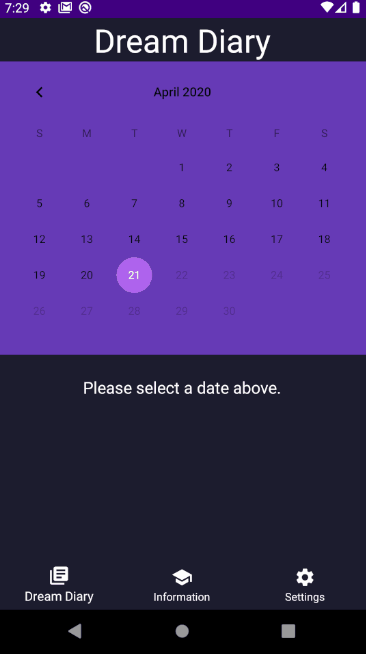 7:29
Dream Diary
April 2020
S M T W T F S
1 2 3 4
5 6 7 8 9 10 11
12 13 14 15 16 17 18
19 20 21 22 23 24 25
26 27 28 29 30
Please select a date above.
Dream Diary Information Settings